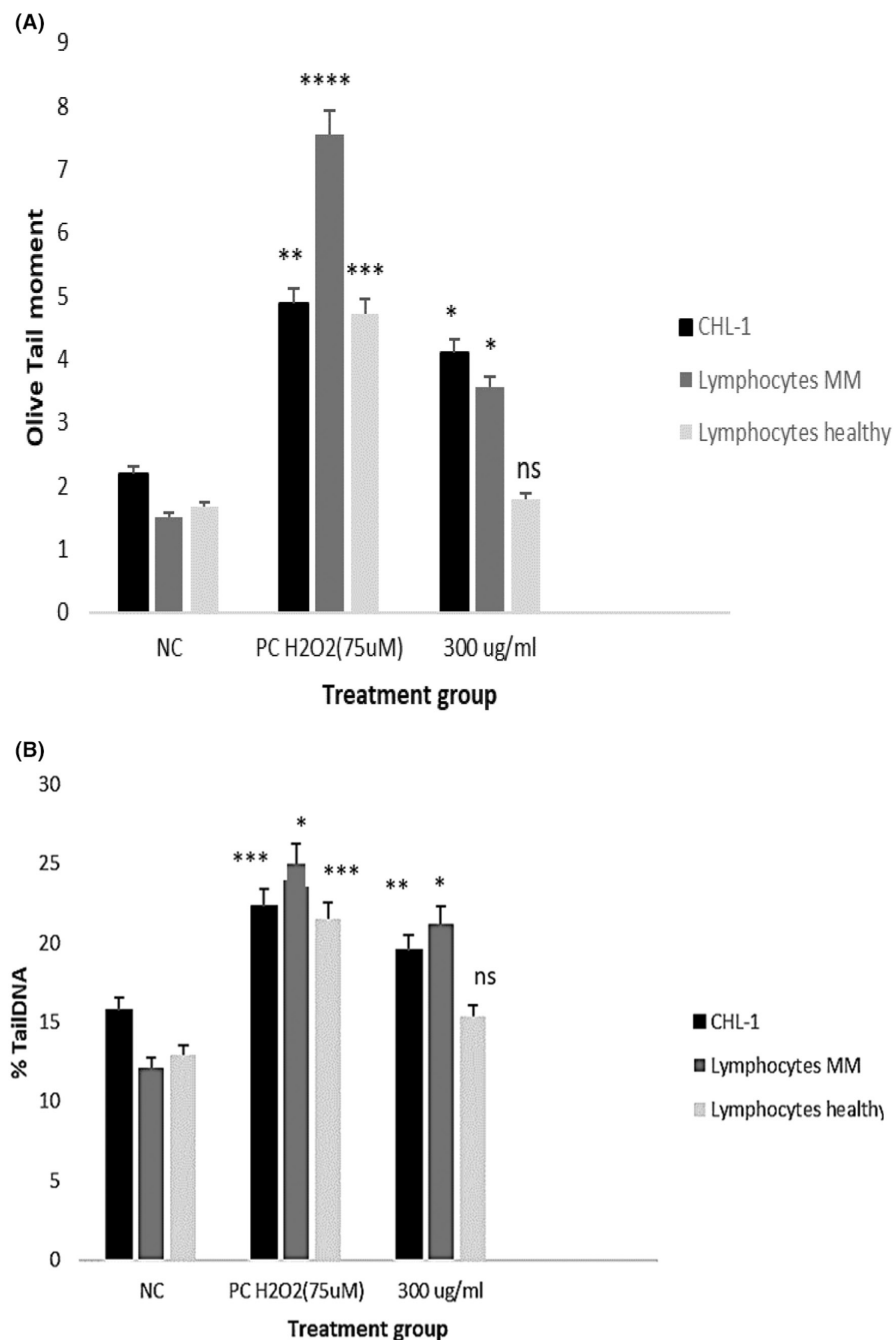 (A)
Olive Tail moment
9
8
7
6
5
4
3
2
1
0
****
**
***
*
*
ns
CHL-1
Lymphocytes MM
Lymphocytes healthy
NC
PC H2O2(75uM)
300 ug/ml
Treatment group
(B)
% TailDNA
30
25
20
15
10
5
0
***
*
***
**
*
ns
CHL-1
Lymphocytes MM
Lymphocytes healthy
NC
PC H2O2(75uM)
300 ug/ml
Treatment group